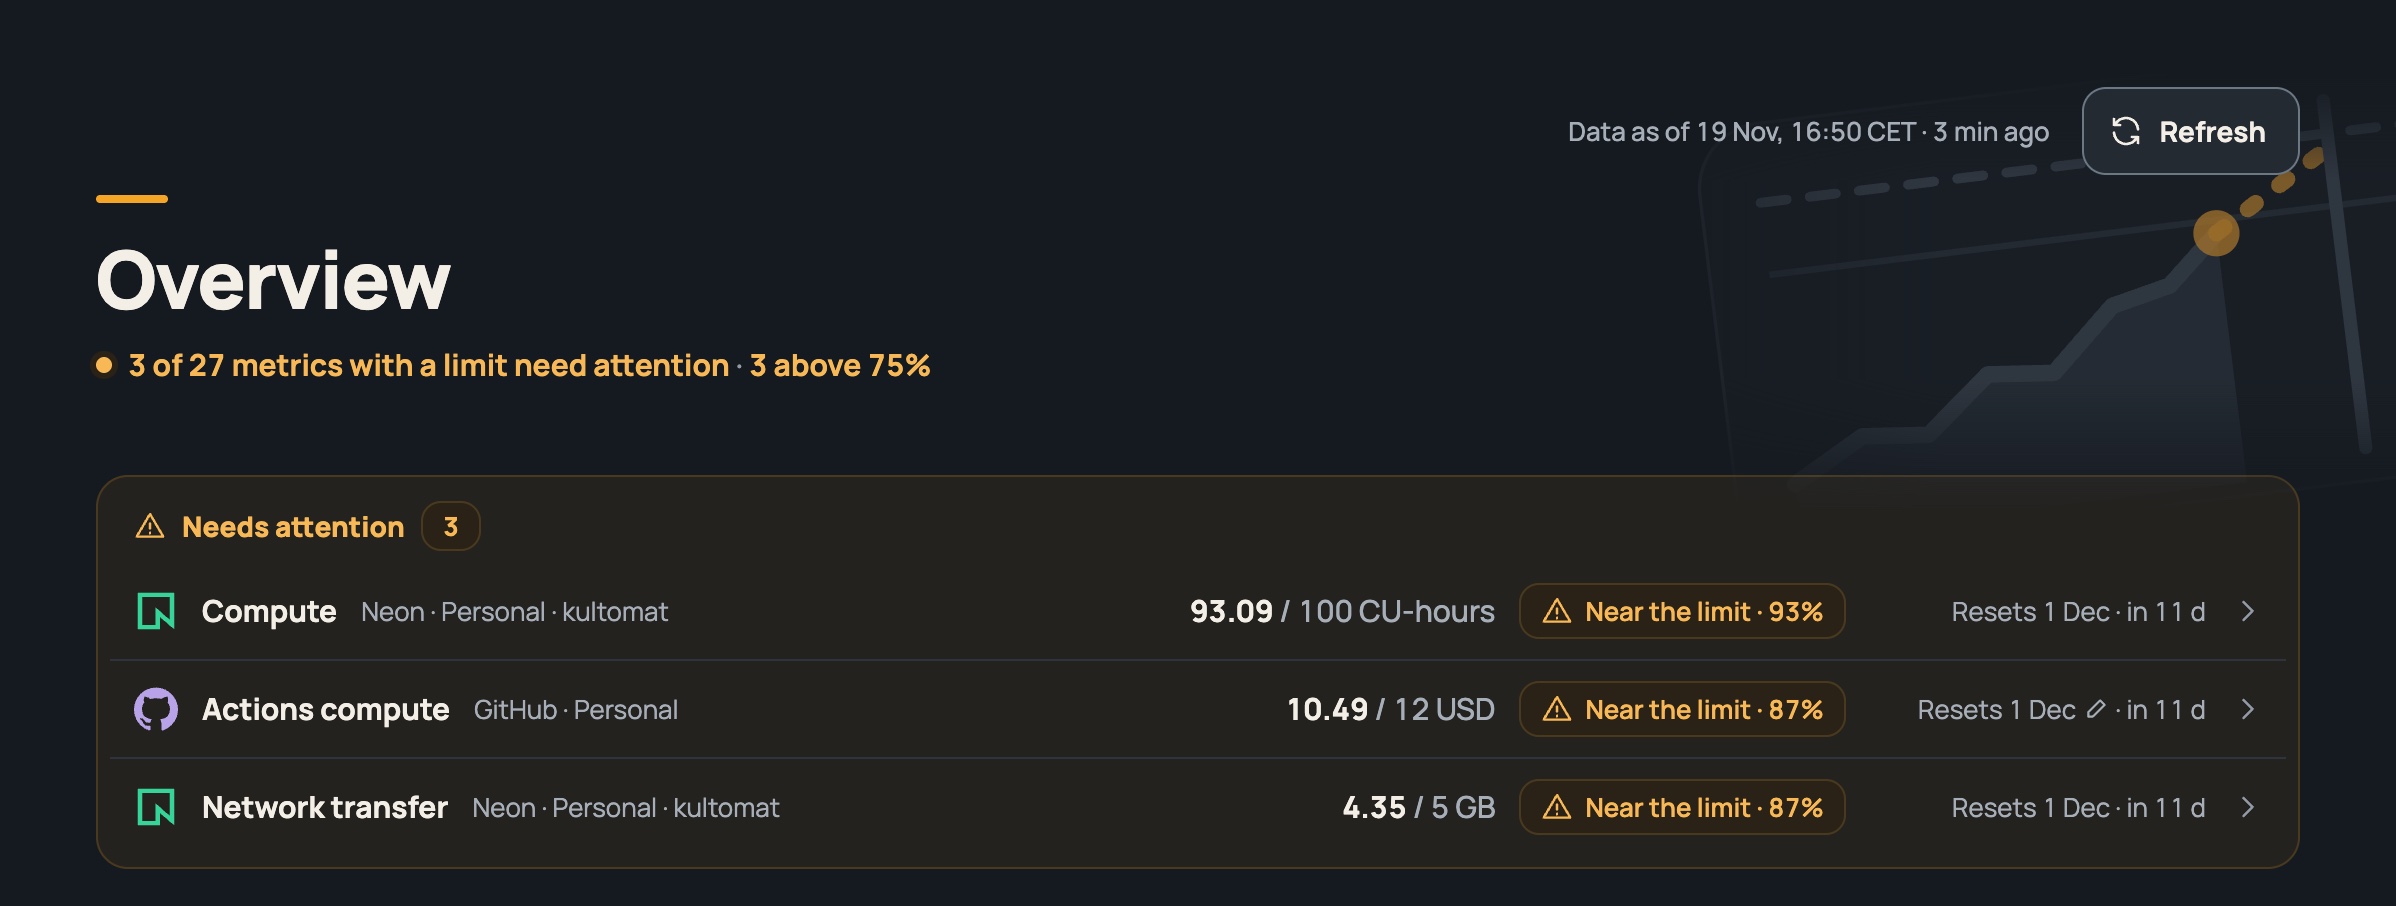 Data as of 19 Nov, 16:50 CET · 3 min ago
Refresh
Overview
3 of 27 metrics with a limit need attention · 3 above 75%
Needs attention 3
Compute Neon · Personal · kultomat 93.09 / 100 CU-hours Near the limit · 93% Resets 1 Dec · in 11 d
Actions compute GitHub · Personal 10.49 / 12 USD Near the limit · 87% Resets 1 Dec · in 11 d
Network transfer Neon · Personal · kultomat 4.35 / 5 GB Near the limit · 87% Resets 1 Dec · in 11 d